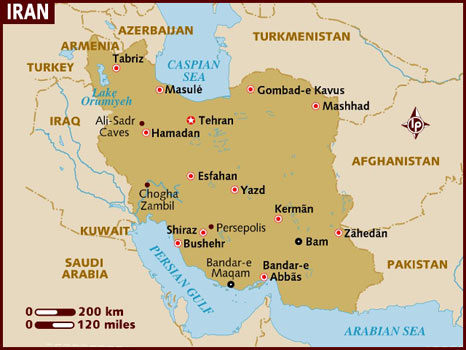 IRAN
AZERBAIJAN
ARMENIA
TURKEY
Tabriz
CASPIAN
SEA
TURKMENISTAN
Lake
Orumiyeh
Masulé
Gombad-e Kavus
Mashhad
IRAQ
Ali-Sadr
Caves
Tehran
Hamadan
AFGHANISTAN
Esfahan
Yazd
Chogha
Zambil
Kermān
KUWAIT
Shiraz
Persepolis
Bushehr
Bam
Zāhedān
SAUDI
ARABIA
PERSIAN GULF
Bandar-e
Maqam
Bandar-e
Abbās
PAKISTAN
0 200 km
0 120 miles
ARABIAN SEA
lp